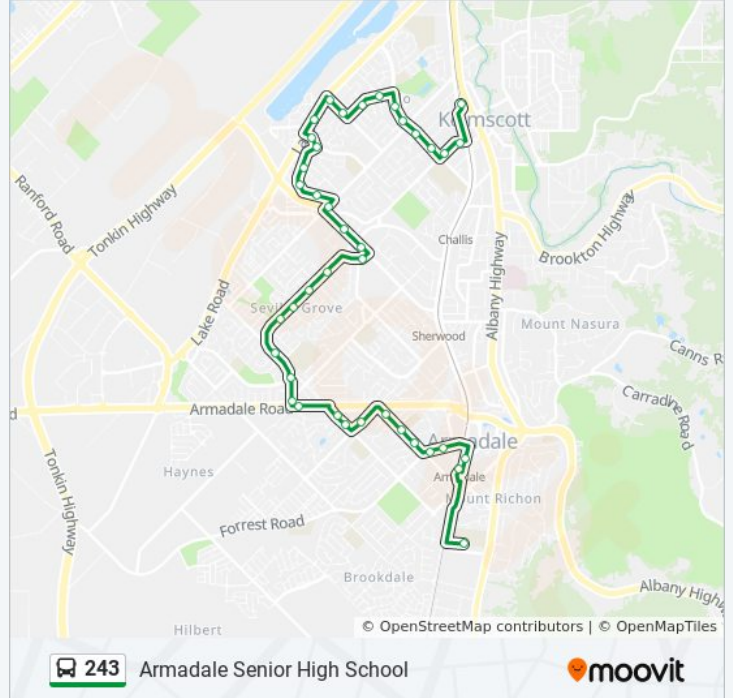 Kelmscott
Ranford Road
Tonkin Highway
Challis
Albany Highway
Brookton Highway
Lake Road
Seville Grove
Sherwood
Mount Nasura
Canns R
Carradine Road
d
Armadale Road
Armadale
Haynes
Armadale
Mount Richon
Tonkin Highway
Forrest Road
Brookdale
Albany Highw
Hilbert
© OpenStreetMap contributors | © OpenMapTiles
243 Armadale Senior High School
moovit